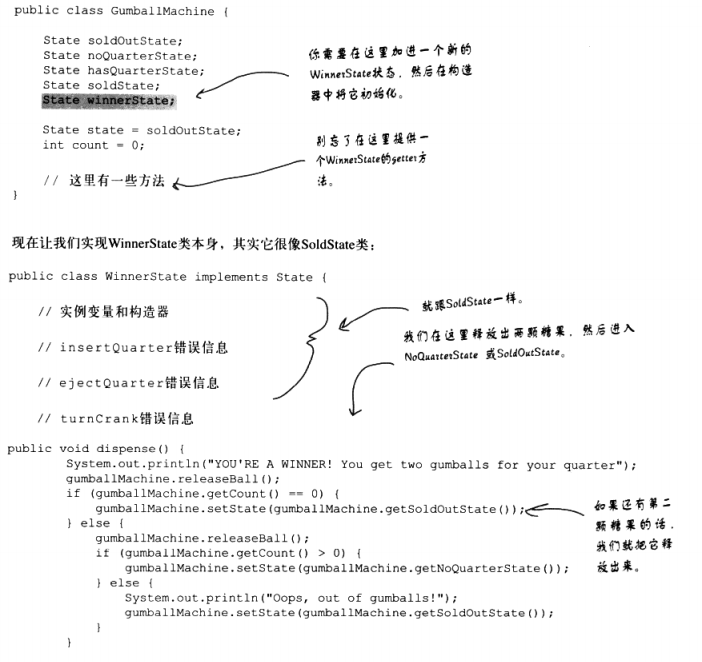 public class GumballMachine {
State soldOutState;
State noQuarterState;
State hasQuarterState;
State soldState;
State winnerState;
你需要在这里加进一个新的
WinnerState状态，然后在构造
器中将它初始化。
State state = soldOutState;
int count = 0;
别忘了在这里提供一
个WinnerState的getter方
法。
// 这里有一些方法
}
现在让我们实现WinnerState类本身，其实它很像SoldState类：
public class WinnerState implements State {
// 实例变量和构造器
// insertQuarter错误信息
// ejectQuarter错误信息
// turnCrank错误信息
就跟SoldState一样。
我们在这里释放出两颗糖果，然后进入
NoQuarterState 或SoldOutState。
public void dispense() {
System.out.println("YOU'RE A WINNER! You get two gumballs for your quarter");
gumballMachine.releaseBall();
if (gumballMachine.getCount() == 0) {
gumballMachine.setState(gumballMachine.getSoldOutState());
} else {
gumballMachine.releaseBall();
if (gumballMachine.getCount() > 0) {
gumballMachine.setState(gumballMachine.getNoQuarterState());
} else {
System.out.println("Oops, out of gumballs!");
gumballMachine.setState(gumballMachine.getSoldOutState());
}
}
如果还有第二
颗糖果的话，
我们就把它释
放出来。